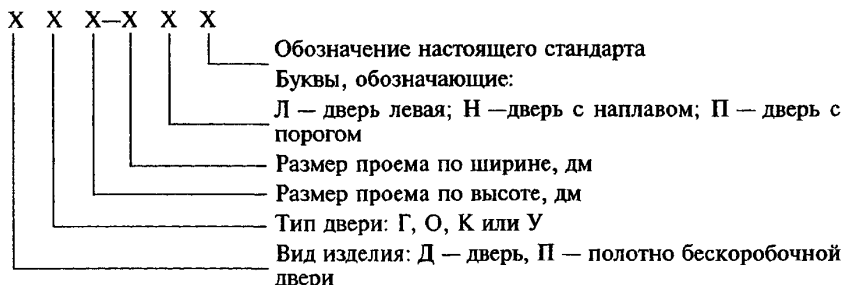 Х Х Х–Х Х Х
Обозначение настоящего стандарта
Буквы, обозначающие:
Л — дверь левая; Н —дверь с наплавом; П — дверь с
порогом
Размер проема по ширине, дм
Размер проема по высоте, дм
Тип двери: Г, О, К или У
Вид изделия: Д — дверь, П — полотно бескоробочной
двери